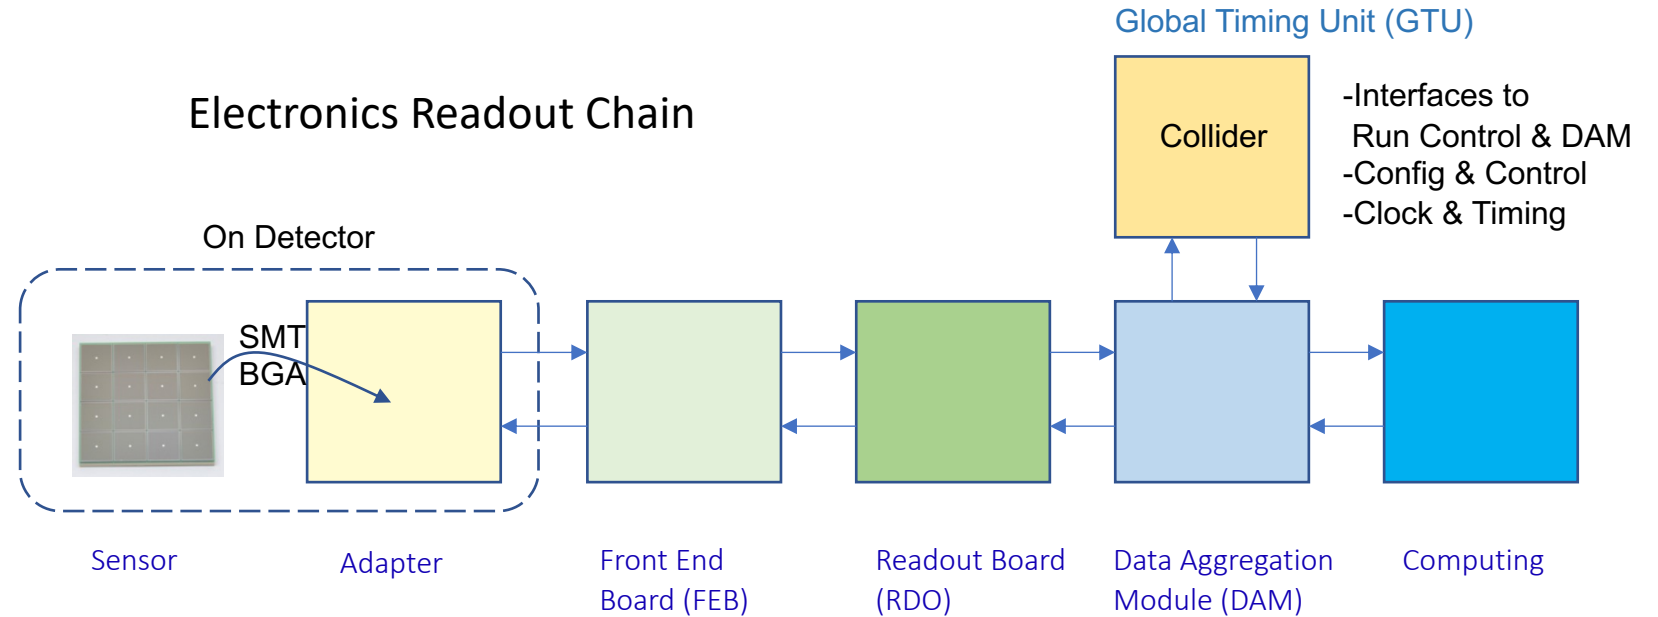 Global Timing Unit (GTU)
Electronics Readout Chain
Collider
-Interfaces to
Run Control & DAM
-Config & Control
-Clock & Timing
On Detector
SMT
BGA
Sensor
Adapter
Front End
Board (FEB)
Readout Board
(RDO)
Data Aggregation
Module (DAM)
Computing